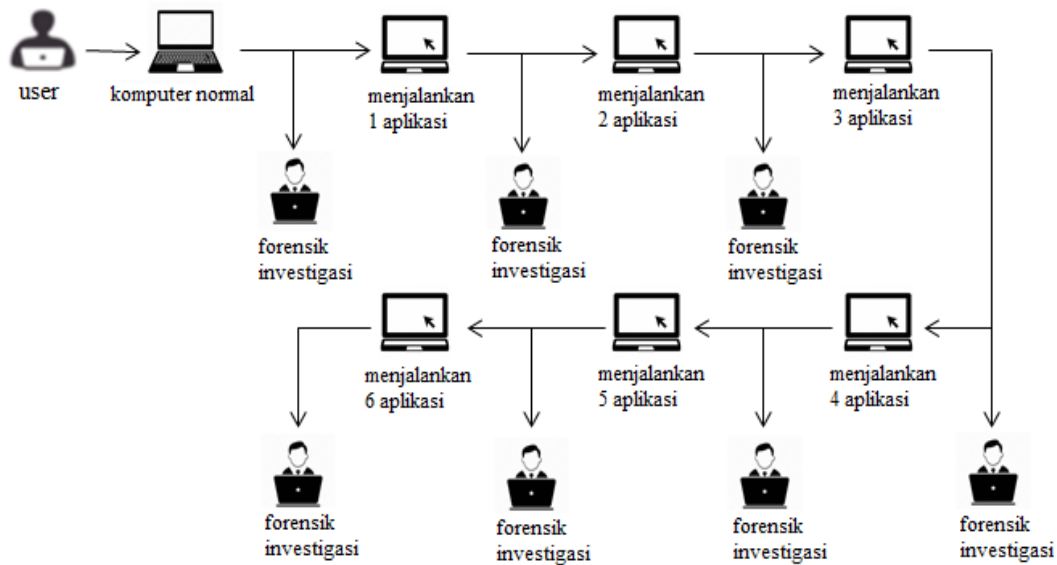 user
komputer normal
menjalankan
1 aplikasi
menjalankan
2 aplikasi
menjalankan
3 aplikasi
forensik
investigasi
forensik
investigasi
forensik
investigasi
menjalankan
6 aplikasi
menjalankan
5 aplikasi
menjalankan
4 aplikasi
forensik
investigasi
forensik
investigasi
forensik
investigasi
forensik
investigasi